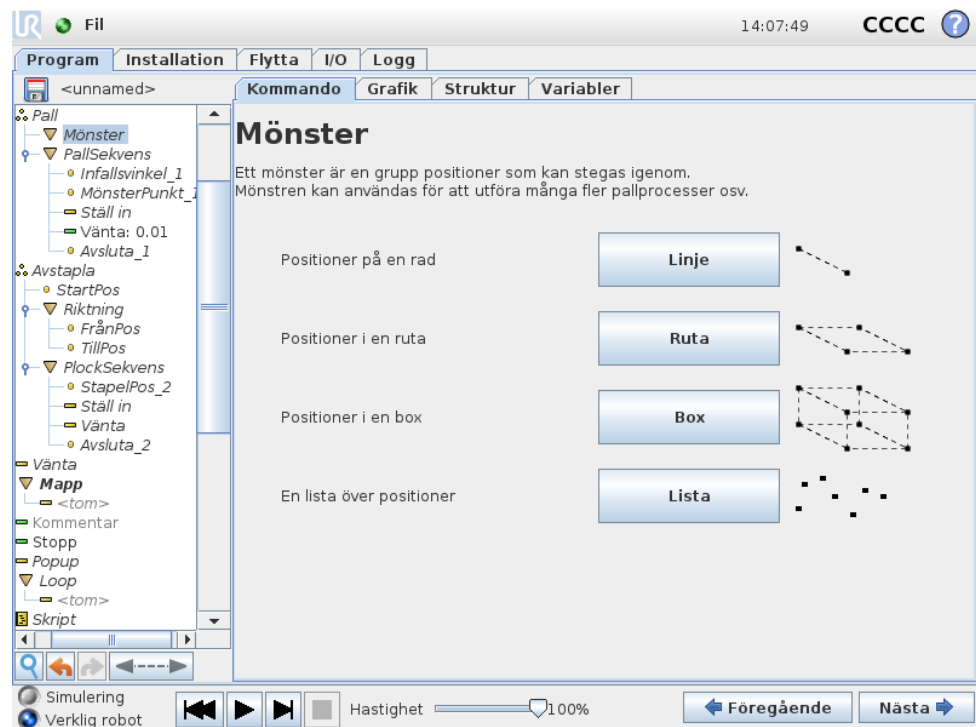 UR Fil 14:07:49 CCCC ?
Program Installation Flytta I/O Logg
<unnamed>
Kommando Grafik Struktur Variabler
Pall
Mönster
PallSekvens
Infallsvinkel_1
MönsterPunkt_1
Ställ in
Vänta: 0.01
Avsluta_1
Avstapla
StartPos
Riktning
FrånPos
TillPos
PlockSekvens
StapelPos_2
Ställ in
Vänta
Avsluta_2
Vänta
Mapp
<tom>
Kommentar
Stopp
Popup
Loop
<tom>
Skript
Mönster
Ett mönster är en grupp positioner som kan stegas igenom.
Mönstren kan användas för att utföra många fler pallprocesser osv.
Positioner på en rad Linje
Positioner i en ruta Ruta
Positioner i en box Box
En lista över positioner Lista
Simulering
Verklig robot
Hastighet 100%
Föregående Nästa